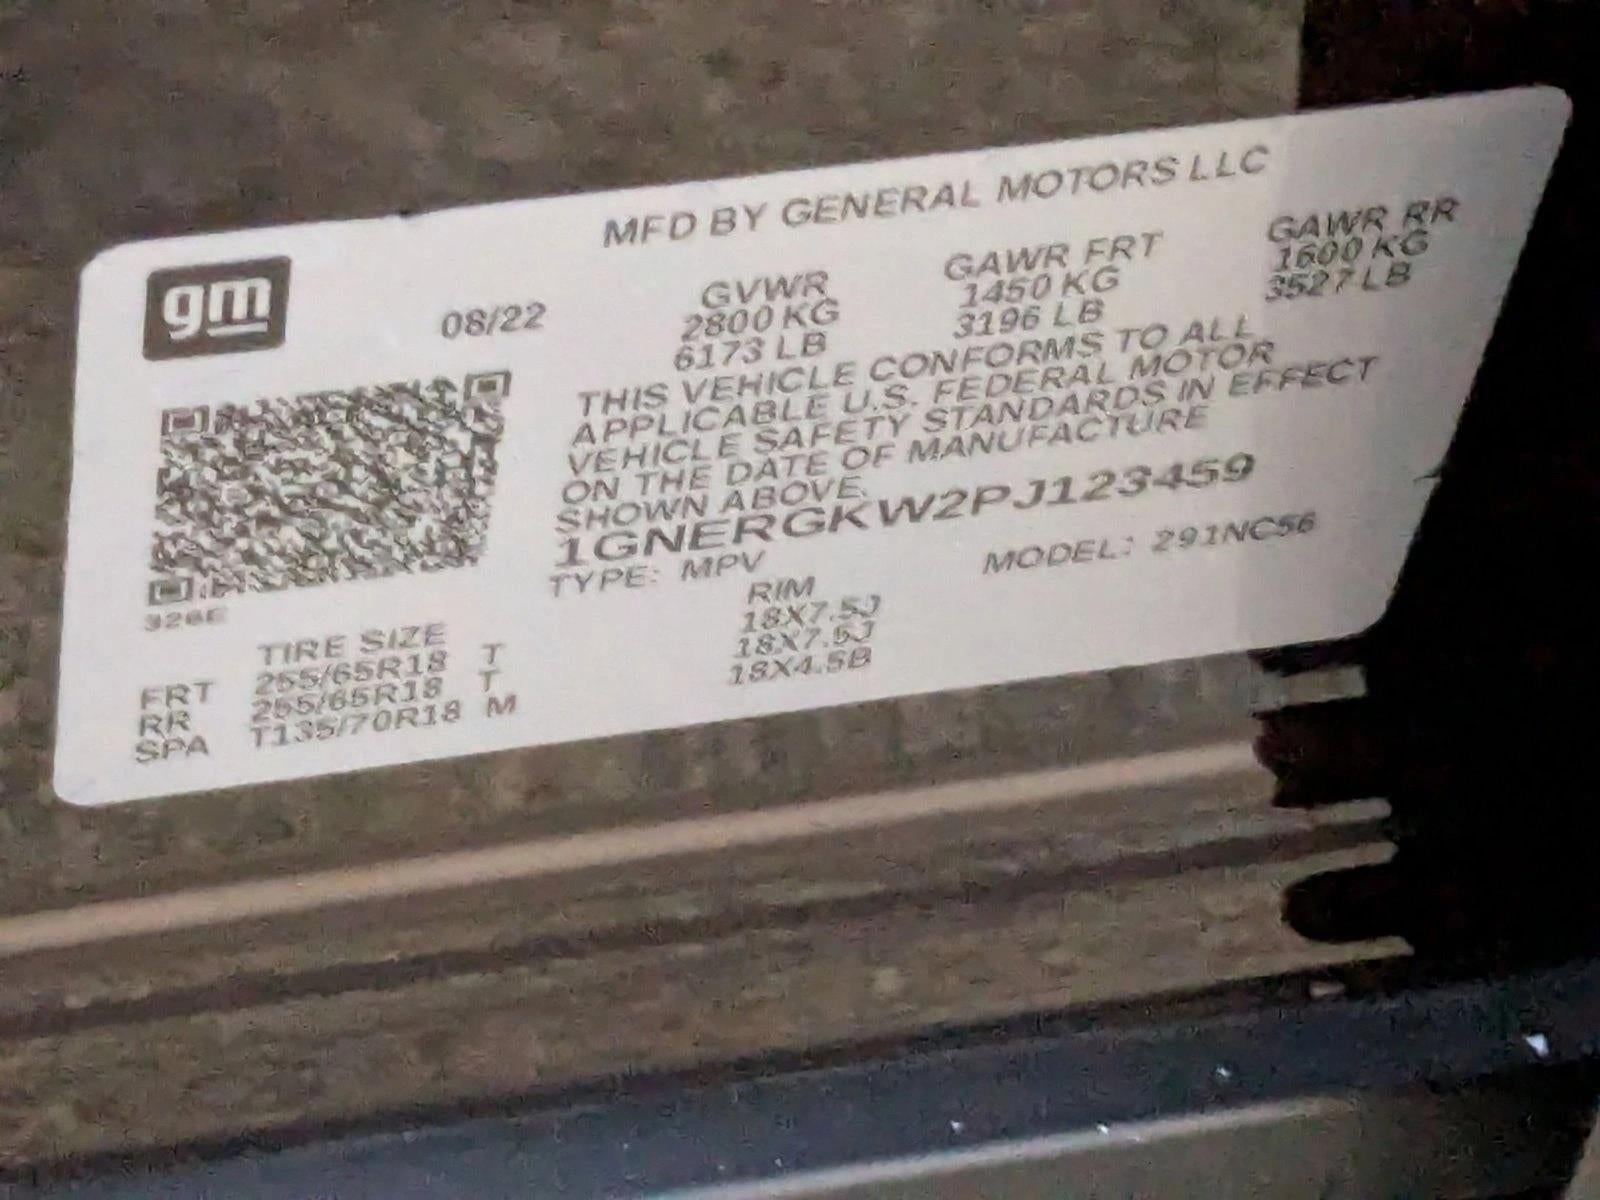 MFD BY GENERAL MOTORS LLC
gm
08/22
GVWR
2800 KG
6173 LB
GAWR FRT
1450 KG
3196 LB
GAWR RR
1600 KG
3527 LB
THIS VEHICLE CONFORMS TO ALL
APPLICABLE U.S. FEDERAL MOTOR
VEHICLE SAFETY STANDARDS IN EFFECT
ON THE DATE OF MANUFACTURE
SHOWN ABOVE.
1GNERGKW2PJ123459
TYPE: MPV
MODEL: 291NC56
326E
TIRE SIZE RIM
FRT 255/65R18 T 18X7.5J
RR 255/65R18 T 18X7.5J
SPA T135/70R18 M 18X4.5B